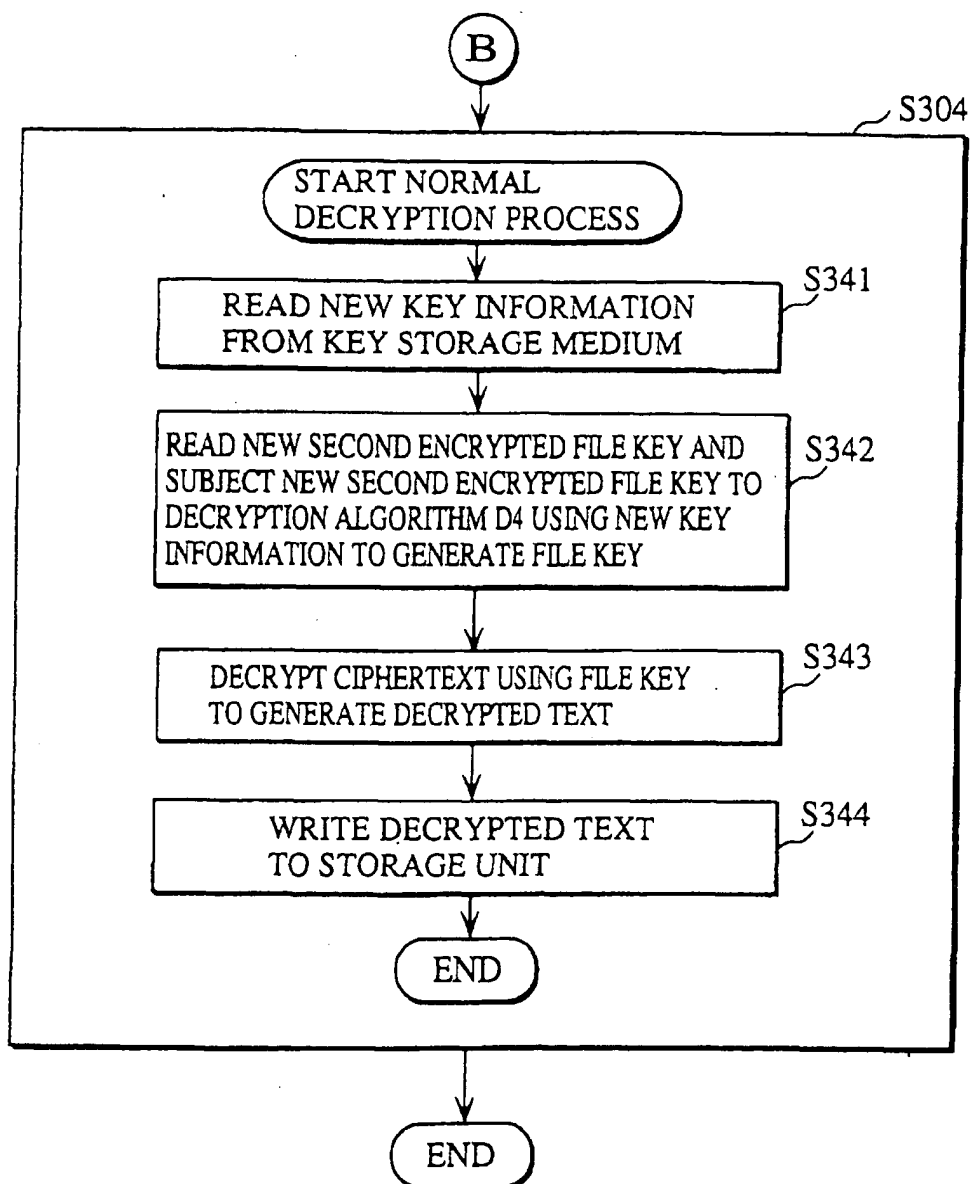 B
S304
START NORMAL
DECRYPTION PROCESS
S341
READ NEW KEY INFORMATION
FROM KEY STORAGE MEDIUM
S342
READ NEW SECOND ENCRYPTED FILE KEY AND
SUBJECT NEW SECOND ENCRYPTED FILE KEY TO
DECRYPTION ALGORITHM D4 USING NEW KEY
INFORMATION TO GENERATE FILE KEY
S343
DECRYPT CIPHERTEXT USING FILE KEY
TO GENERATE DECRYPTED TEXT
S344
WRITE DECRYPTED TEXT
TO STORAGE UNIT
END
END